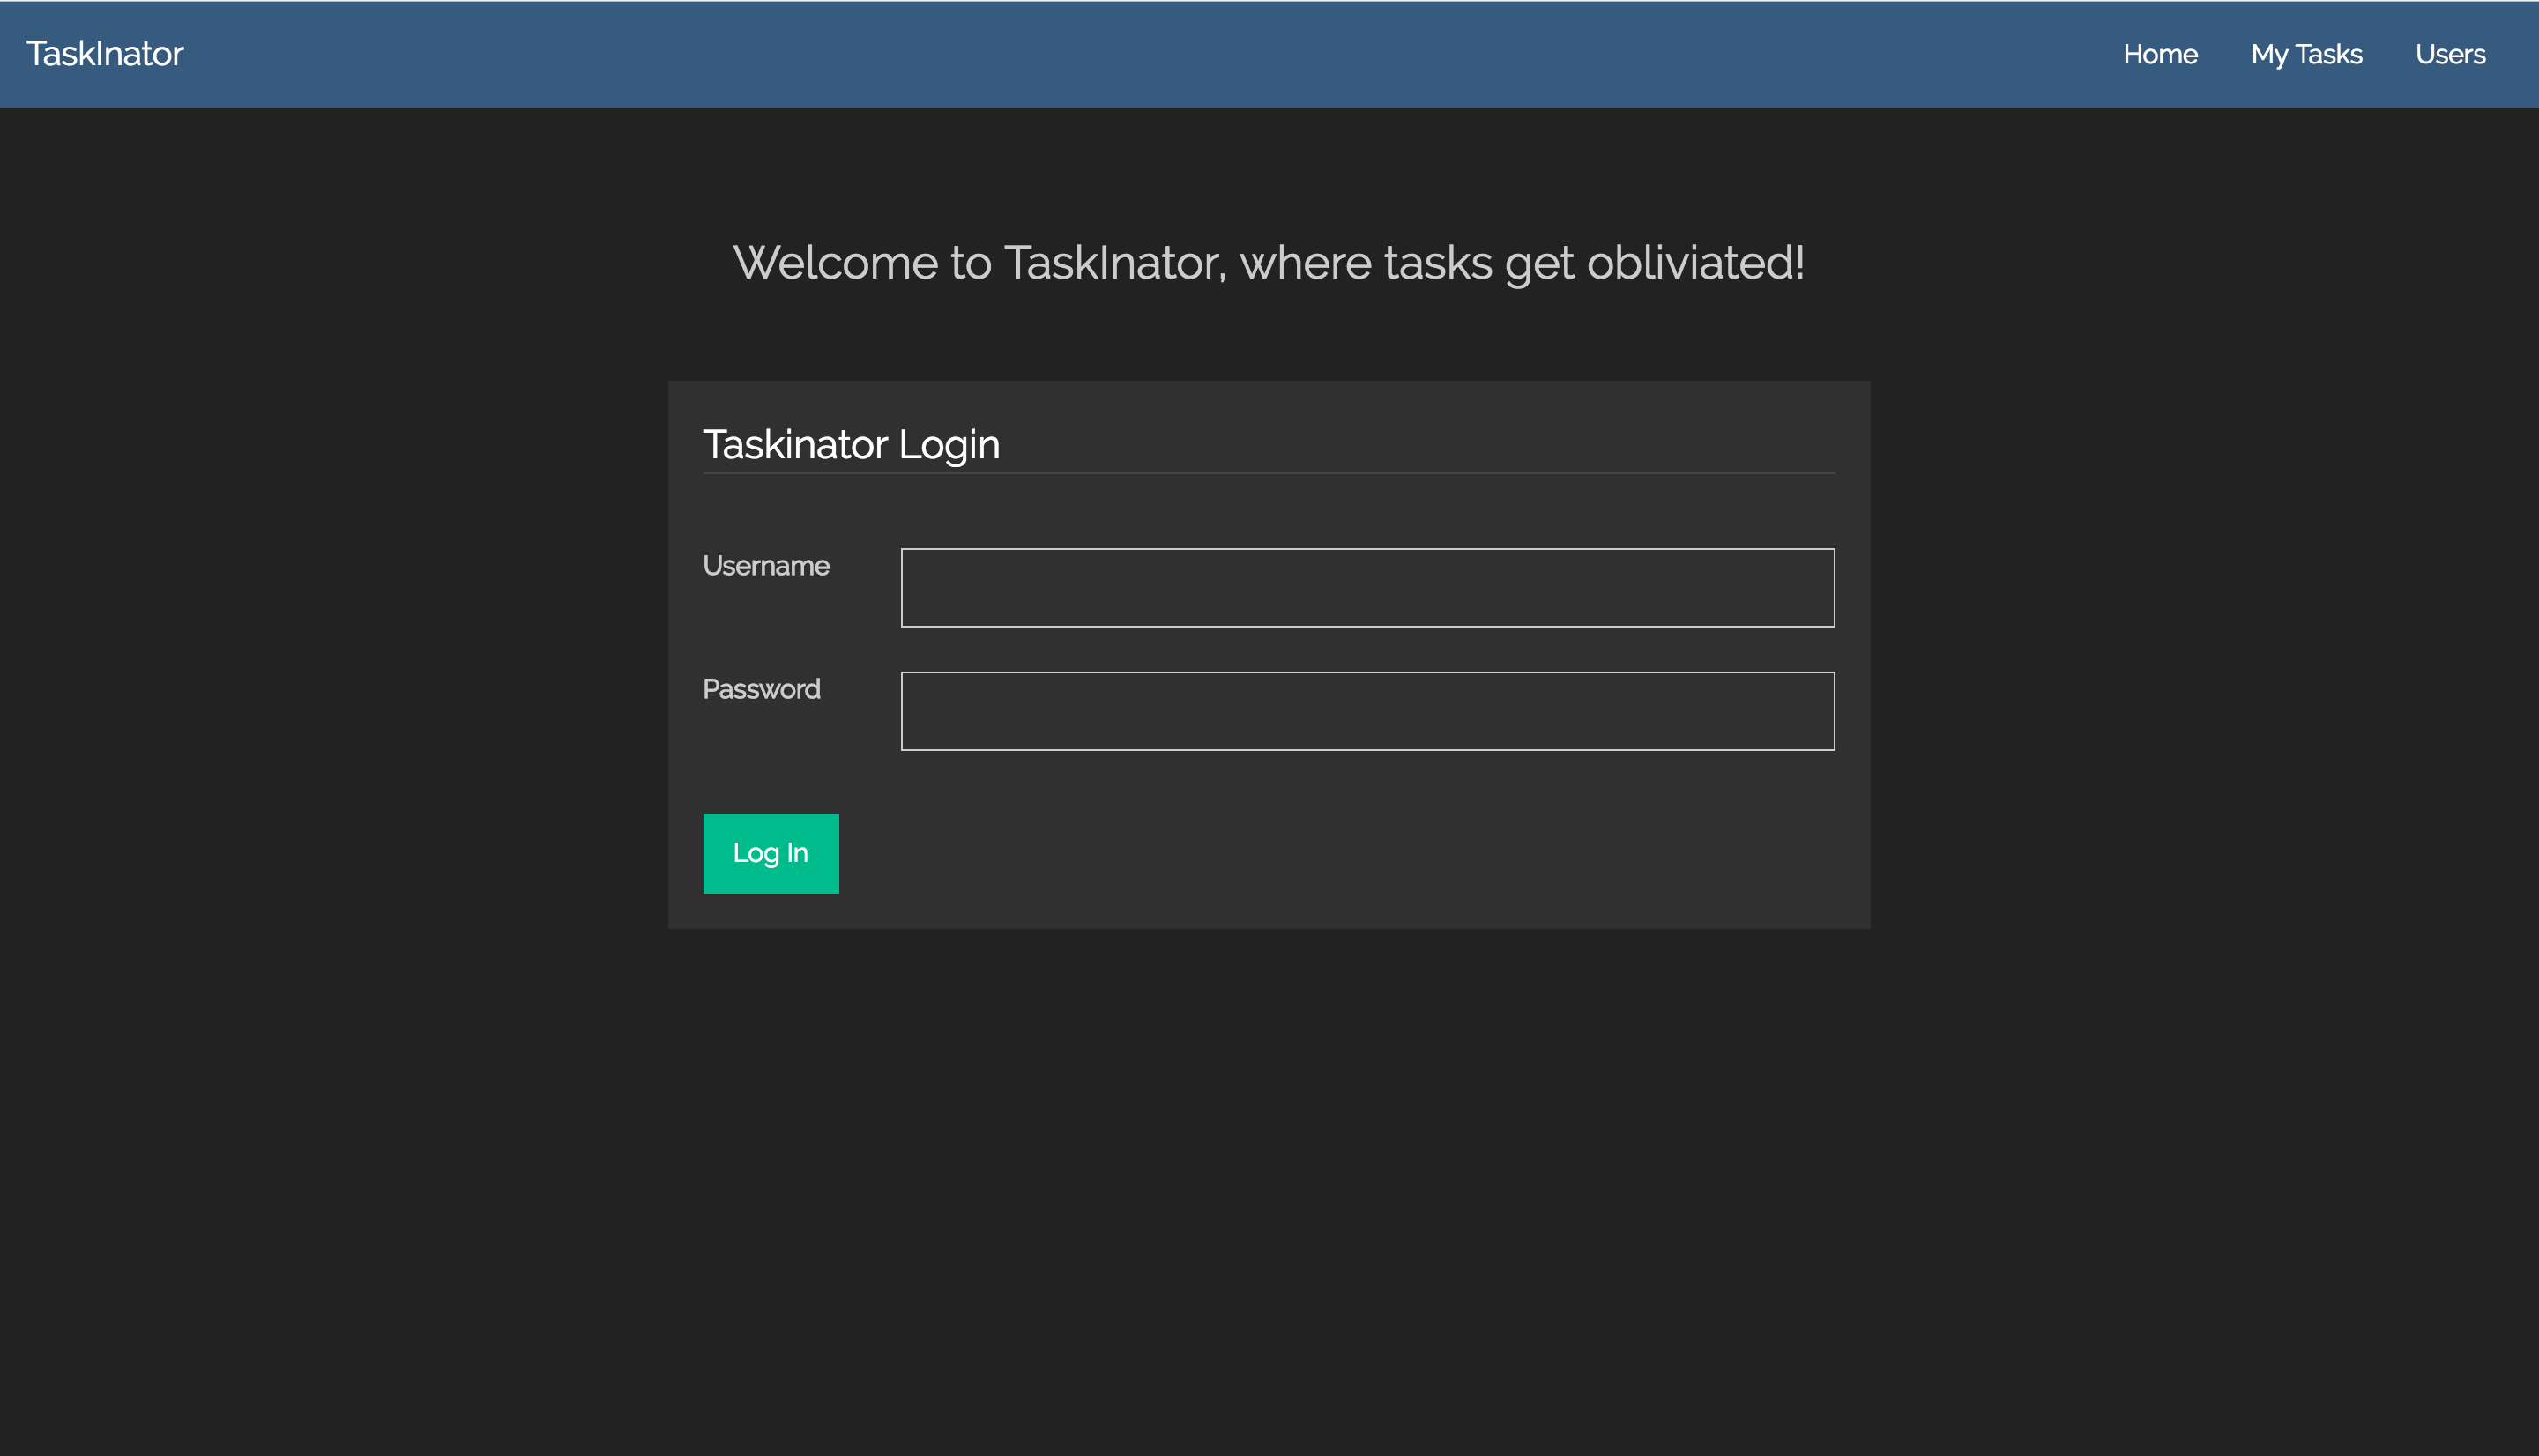 TaskInator
Home My Tasks Users
Welcome to TaskInator, where tasks get obliviated!
Taskinator Login
Username
Password
Log In